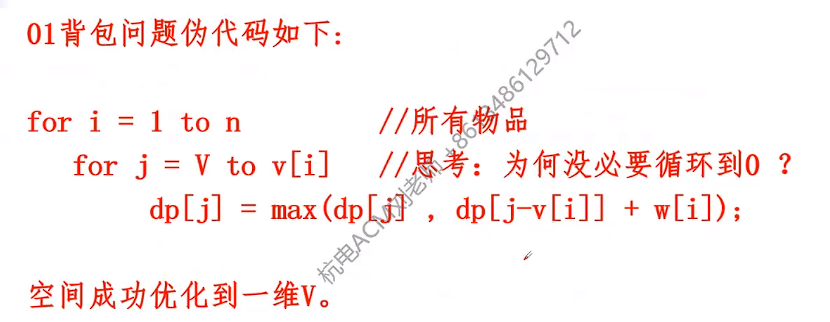 01背包问题伪代码如下：
for i = 1 to n //所有物品
for j = V to v[i] //思考：为何没必要循环到0 ？
dp[j] = max(dp[j] , dp[j-v[i]] + w[i]);
空间成功优化到一维V。
杭电ACM刘老师+86-3486129712